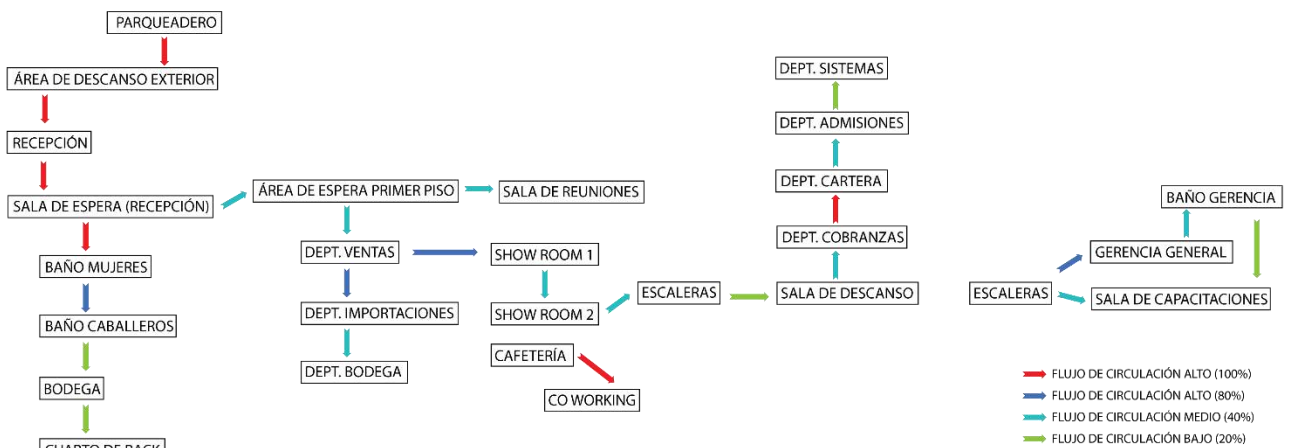 PARQUEADERO
ÁREA DE DESCANSO EXTERIOR
RECEPCIÓN
SALA DE ESPERA (RECEPCIÓN)
BAÑO MUJERES
BAÑO CABALLEROS
BODEGA
CUARTO DE RACK
ÁREA DE ESPERA PRIMER PISO
SALA DE REUNIONES
DEPT. VENTAS
DEPT. IMPORTACIONES
DEPT. BODEGA
SHOW ROOM 1
SHOW ROOM 2
CAFETERÍA
CO WORKING
ESCALERAS
DEPT. SISTEMAS
DEPT. ADMISIONES
DEPT. CARTERA
DEPT. COBRANZAS
SALA DE DESCANSO
BAÑO GERENCIA
GERENCIA GENERAL
ESCALERAS
SALA DE CAPACITACIONES
FLUJO DE CIRCULACIÓN ALTO (100%)
FLUJO DE CIRCULACIÓN ALTO (80%)
FLUJO DE CIRCULACIÓN MEDIO (40%)
FLUJO DE CIRCULACIÓN BAJO (20%)